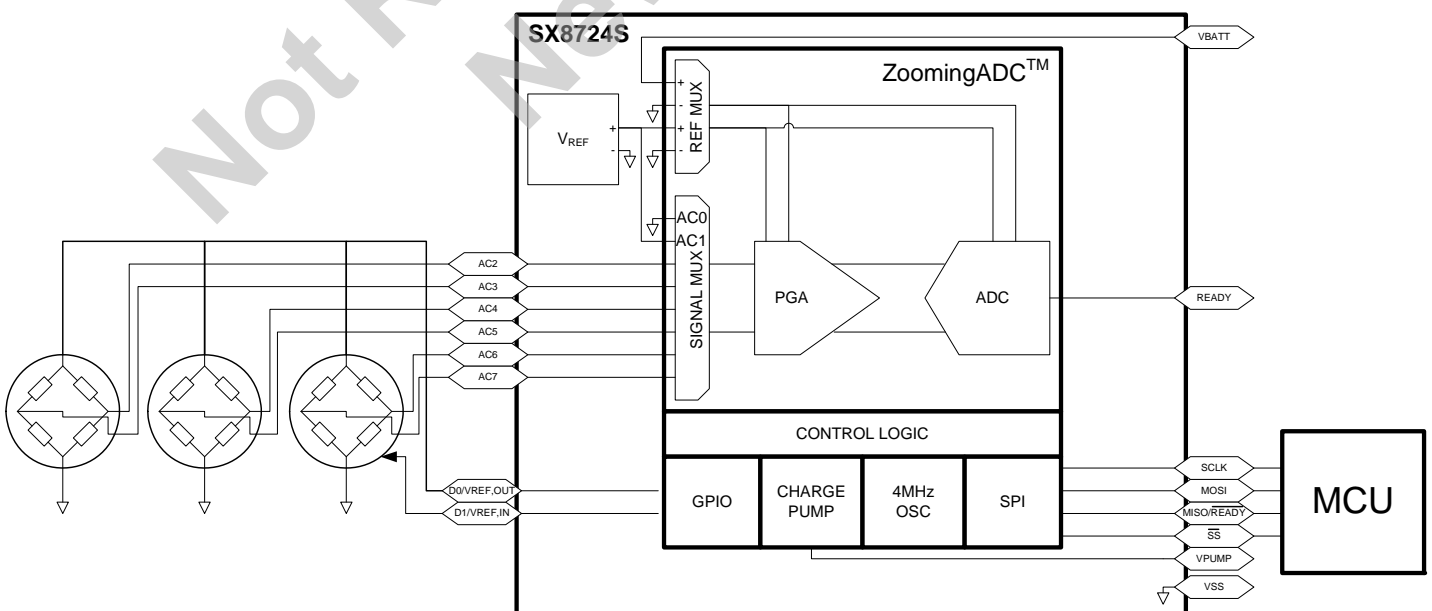 Not R
Ne
SX8724S
VBATT
ZoomingADC™
VREF
+
-
+
-
+
-
REF MUX
AC0
AC1
SIGNAL MUX
AC2
AC3
AC4
AC5
AC6
AC7
PGA
ADC
READY
CONTROL LOGIC
D0/VREF,OUT
D1/VREF,IN
GPIO
CHARGE
PUMP
4MHz
OSC
SPI
SCLK
MOSI
MISO/READY
SS
VPUMP
VSS
MCU